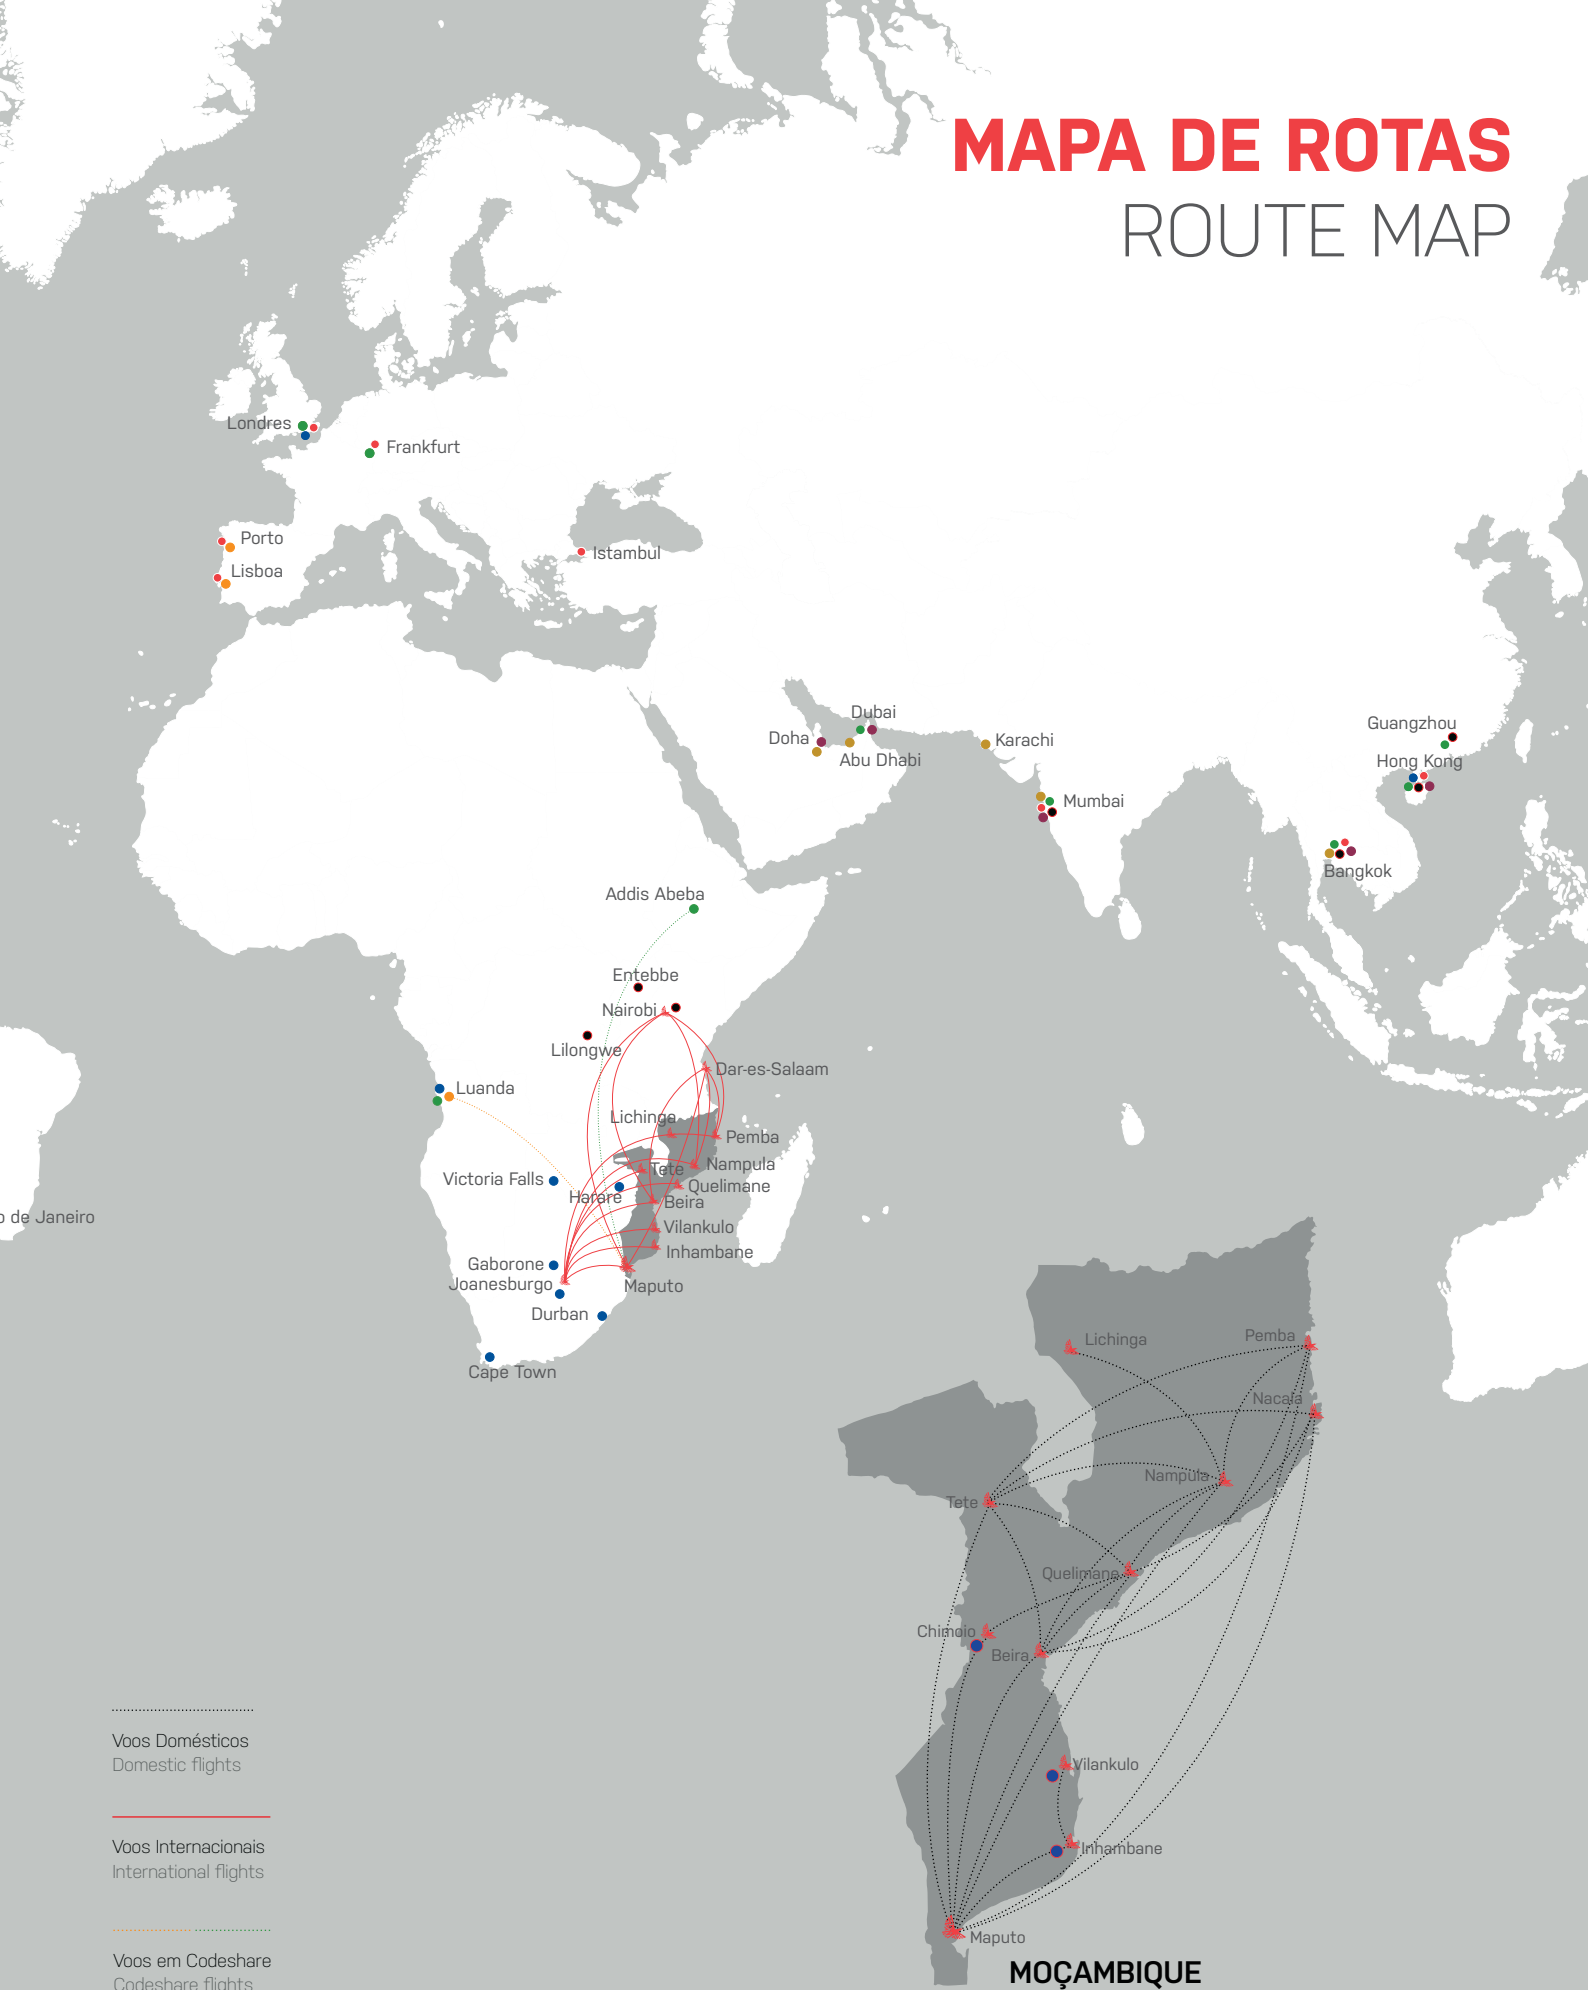 MAPA DE ROTAS
ROUTE MAP
Londres
Frankfurt
Porto
Lisboa
Istambul
Dubai
Doha
Abu Dhabi
Karachi
Mumbai
Guangzhou
Hong Kong
Bangkok
Addis Abeba
Entebbe
Nairobi
Lilongwe
Dar-es-Salaam
Luanda
Lichinga
Pemba
Nampula
Tete
Victoria Falls
Quelimane
Harare
Beira
o de Janeiro
Vilankulo
Inhambane
Gaborone
Joanesburgo
Maputo
Durban
Cape Town
Lichinga
Pemba
Nacala
Nampula
Tete
Quelimane
Chimoio
Beira
Vilankulo
Inhambane
Maputo
MOÇAMBIQUE
Voos Domésticos
Domestic flights
Voos Internacionais
International flights
Voos em Codeshare
Codeshare flights